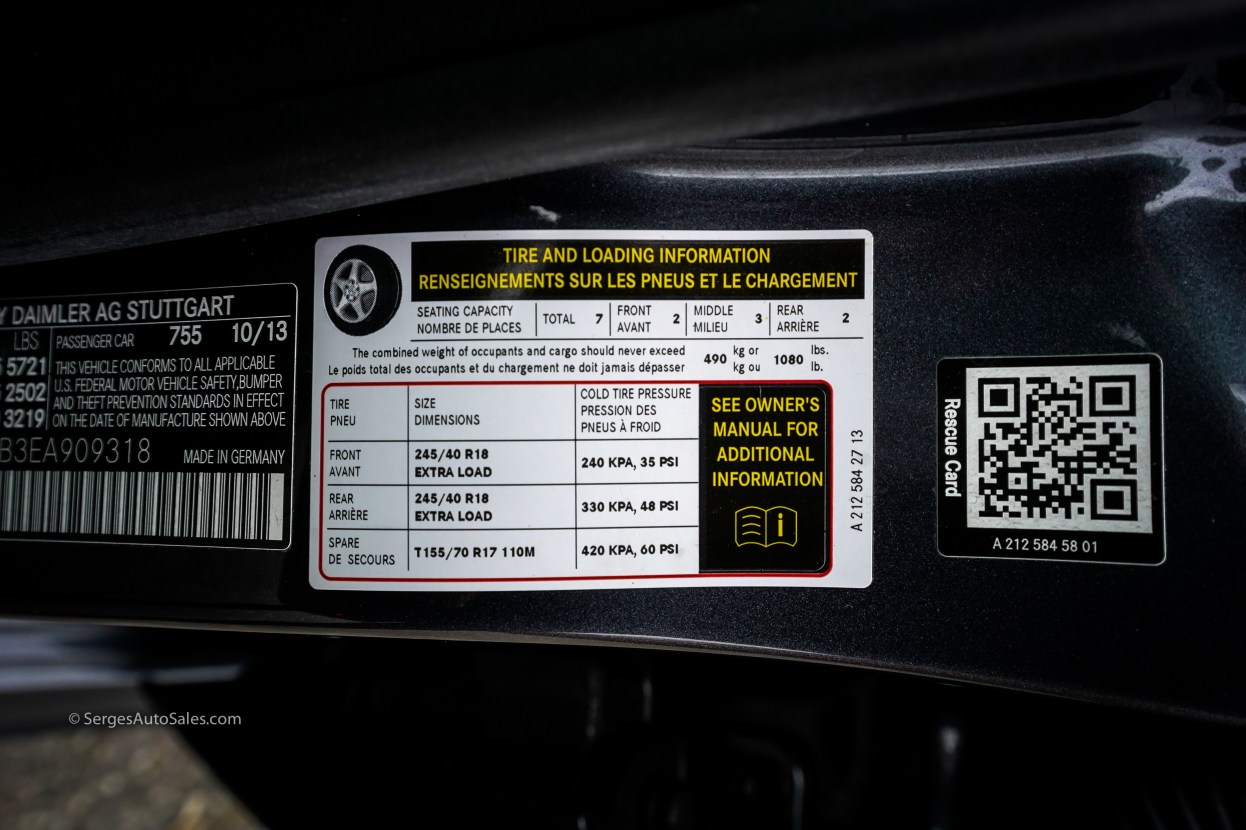 Y DAIMLER AG STUTTGART
LBS PASSENGER CAR 755 10/13
5721 THIS VEHICLE CONFORMS TO ALL APPLICABLE
2502 U.S. FEDERAL MOTOR VEHICLE SAFETY,BUMPER
3219 AND THEFT PREVENTION STANDARDS IN EFFECT
ON THE DATE OF MANUFACTURE SHOWN ABOVE
B3EA909318
MADE IN GERMANY
TIRE AND LOADING INFORMATION
RENSEIGNEMENTS SUR LES PNEUS ET LE CHARGEMENT
SEATING CAPACITY
NOMBRE DE PLACES
TOTAL 7
FRONT
AVANT 2
MIDDLE
MILIEU 3
REAR
ARRIÈRE 2
The combined weight of occupants and cargo should never exceed 490 kg or 1080 lbs.
Le poids total des occupants et du chargement ne doit jamais dépasser kg ou lb.
TIRE
PNEU
SIZE
DIMENSIONS
COLD TIRE PRESSURE
PRESSION DES
PNEUS À FROID
FRONT
AVANT
245/40 R18
EXTRA LOAD
240 KPA, 35 PSI
REAR
ARRIÈRE
245/40 R18
EXTRA LOAD
330 KPA, 48 PSI
SPARE
DE SECOURS
T155/70 R17 110M
420 KPA, 60 PSI
SEE OWNER'S
MANUAL FOR
ADDITIONAL
INFORMATION
A 212 584 27 13
Rescue Card
A 212 584 58 01
© SergesAutoSales.com